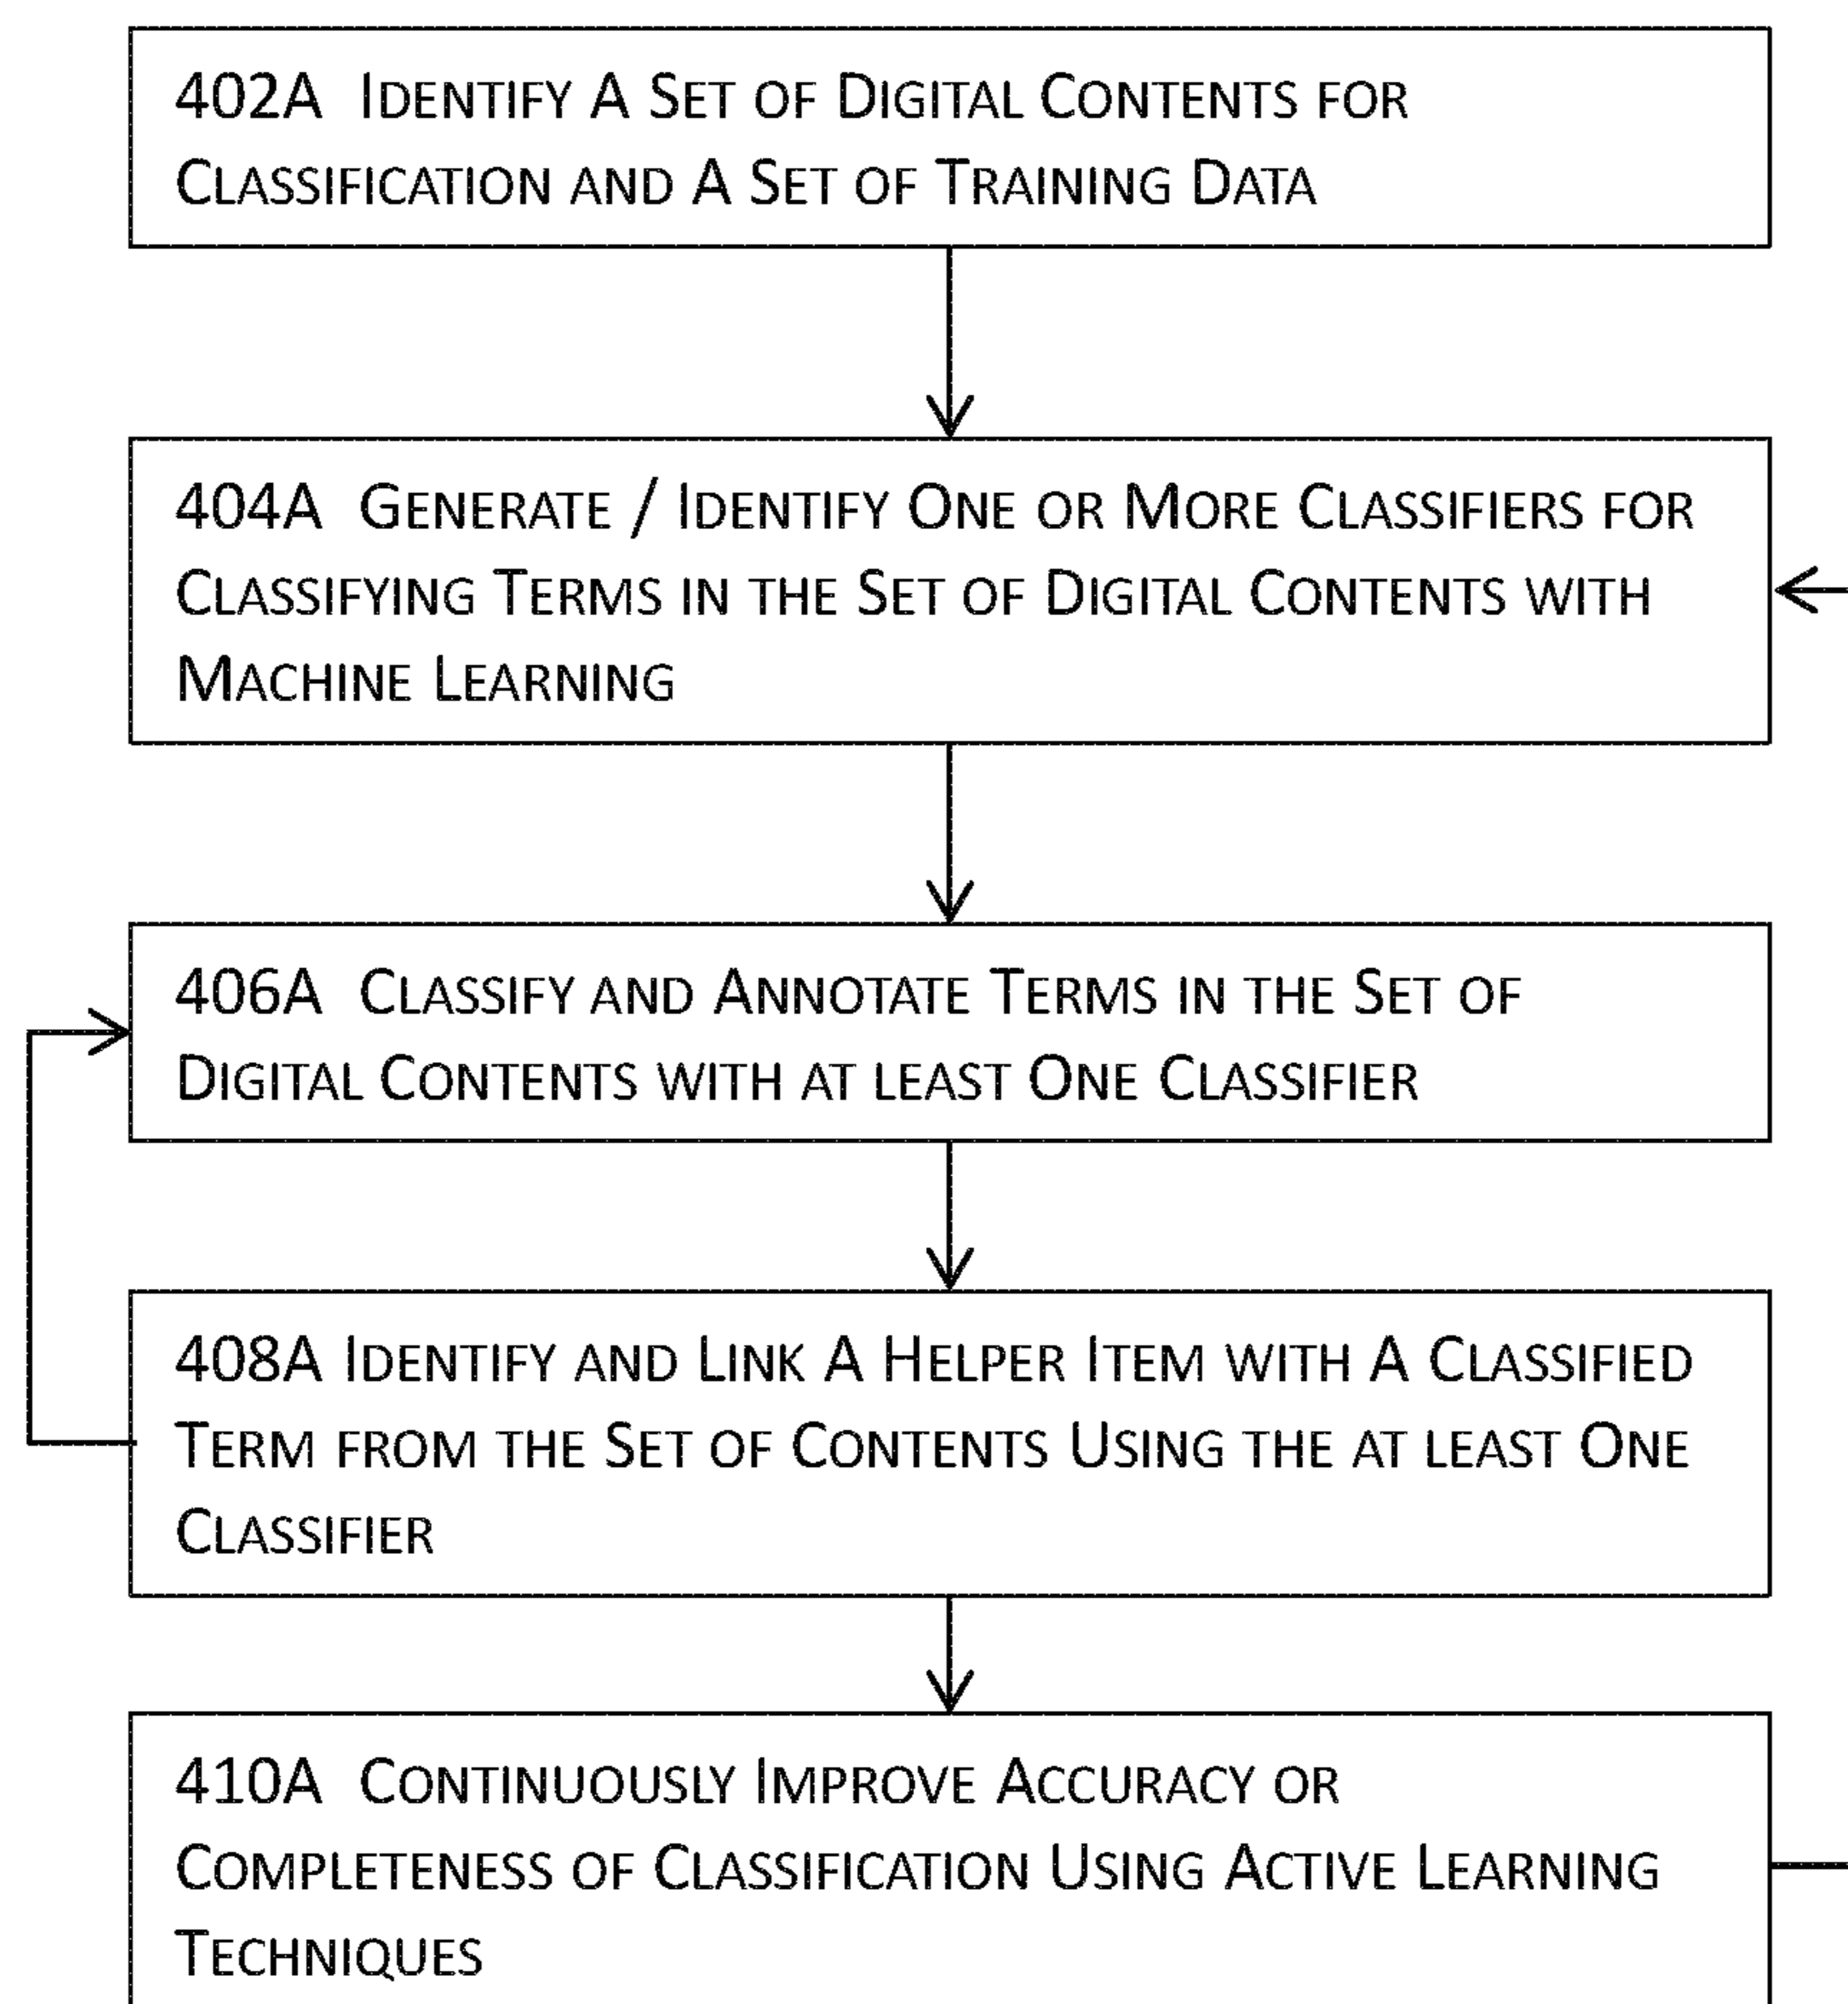 402A Identify A Set of Digital Contents for
Classification and A Set of Training Data
404A Generate / Identify One or More Classifiers for
Classifying Terms in the Set of Digital Contents with
Machine Learning
406A Classify and Annotate Terms in the Set of
Digital Contents with at least One Classifier
408A Identify and Link A Helper Item with A Classified
Term from the Set of Contents Using the at least One
Classifier
410A Continuously Improve Accuracy or
Completeness of Classification Using Active Learning
Techniques